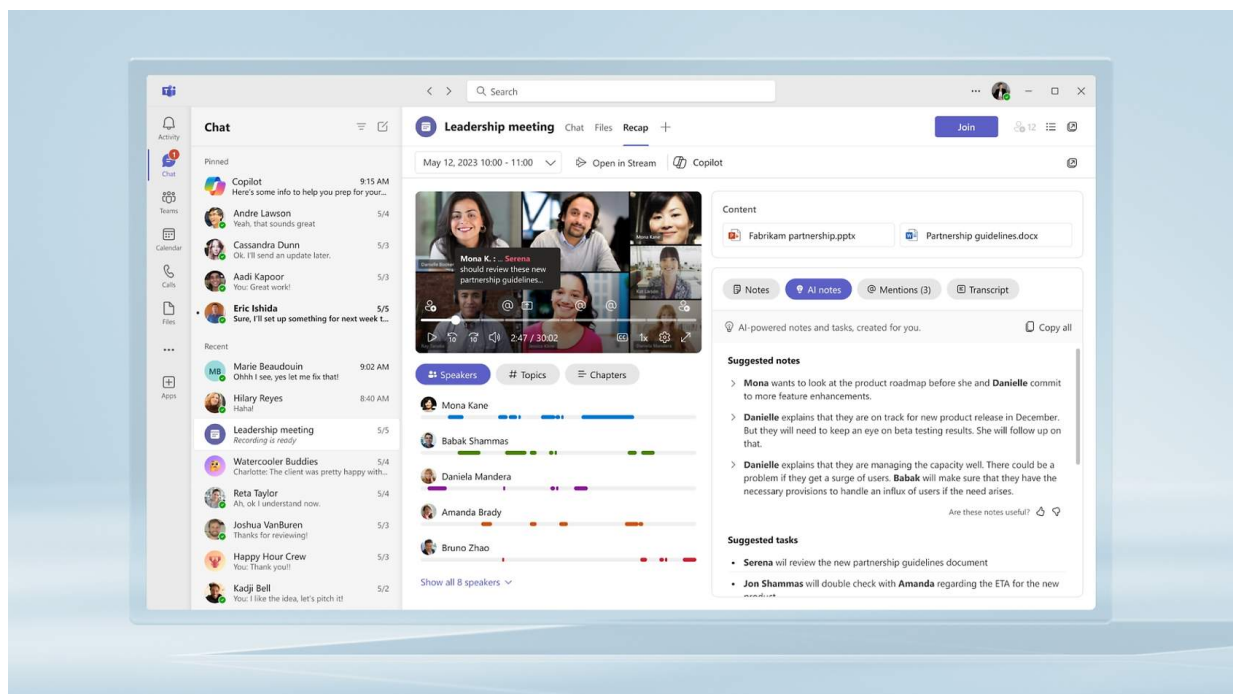 Search
Activity
Chat
Teams
Calendar
Calls
Files
Apps
1
Chat
Pinned
Copilot 9:15 AM
Here's some info to help you prep for your...
Andre Lawson 5/4
Yeah, that sounds great
Cassandra Dunn 5/3
Ok. I'll send an update later.
Aadi Kapoor 5/3
You: Great work!
Eric Ishida 5/5
Sure, I'll set up something for next week t...
Recent
MB
Marie Beaudouin 9:02 AM
Ohhh I see, yes let me fix that!
Hilary Reyes 8:40 AM
Haha!
Leadership meeting 5/5
Recording is ready
Watercooler Buddies 5/4
Charlotte: The client was pretty happy with...
Reta Taylor 5/4
Ah, ok I understand now.
Joshua VanBuren 5/3
Thanks for reviewing!
Happy Hour Crew 5/3
You: Thank you!!
Kadji Bell 5/2
You: I like the idea, let's pitch it!
Leadership meeting Chat Files Recap
Join 12
May 12, 2023 10:00 - 11:00 Open in Stream Copilot
Mona Kane
Mona K. : .. Serena
should review these new
partnership guidelines...
10 10 2:47 / 30:02 CC 1x
Speakers # Topics Chapters
Mona Kane
Babak Shammas
Daniela Mandera
Amanda Brady
Bruno Zhao
Show all 8 speakers
Content
Fabrikam partnership.pptx Partnership guidelines.docx
Notes AI notes @ Mentions (3) Transcript
AI-powered notes and tasks, created for you. Copy all
Suggested notes
Mona wants to look at the product roadmap before she and Danielle commit
to more feature enhancements.
Danielle explains that they are on track for new product release in December.
But they will need to keep an eye on beta testing results. She will follow up on
that.
Danielle explains that they are managing the capacity well. There could be a
problem if they get a surge of users. Babak will make sure that they have the
necessary provisions to handle an influx of users if the need arises.
Are these notes useful?
Suggested tasks
• Serena wil review the new partnership guidelines document
• Jon Shammas will double check with Amanda regarding the ETA for the new
product